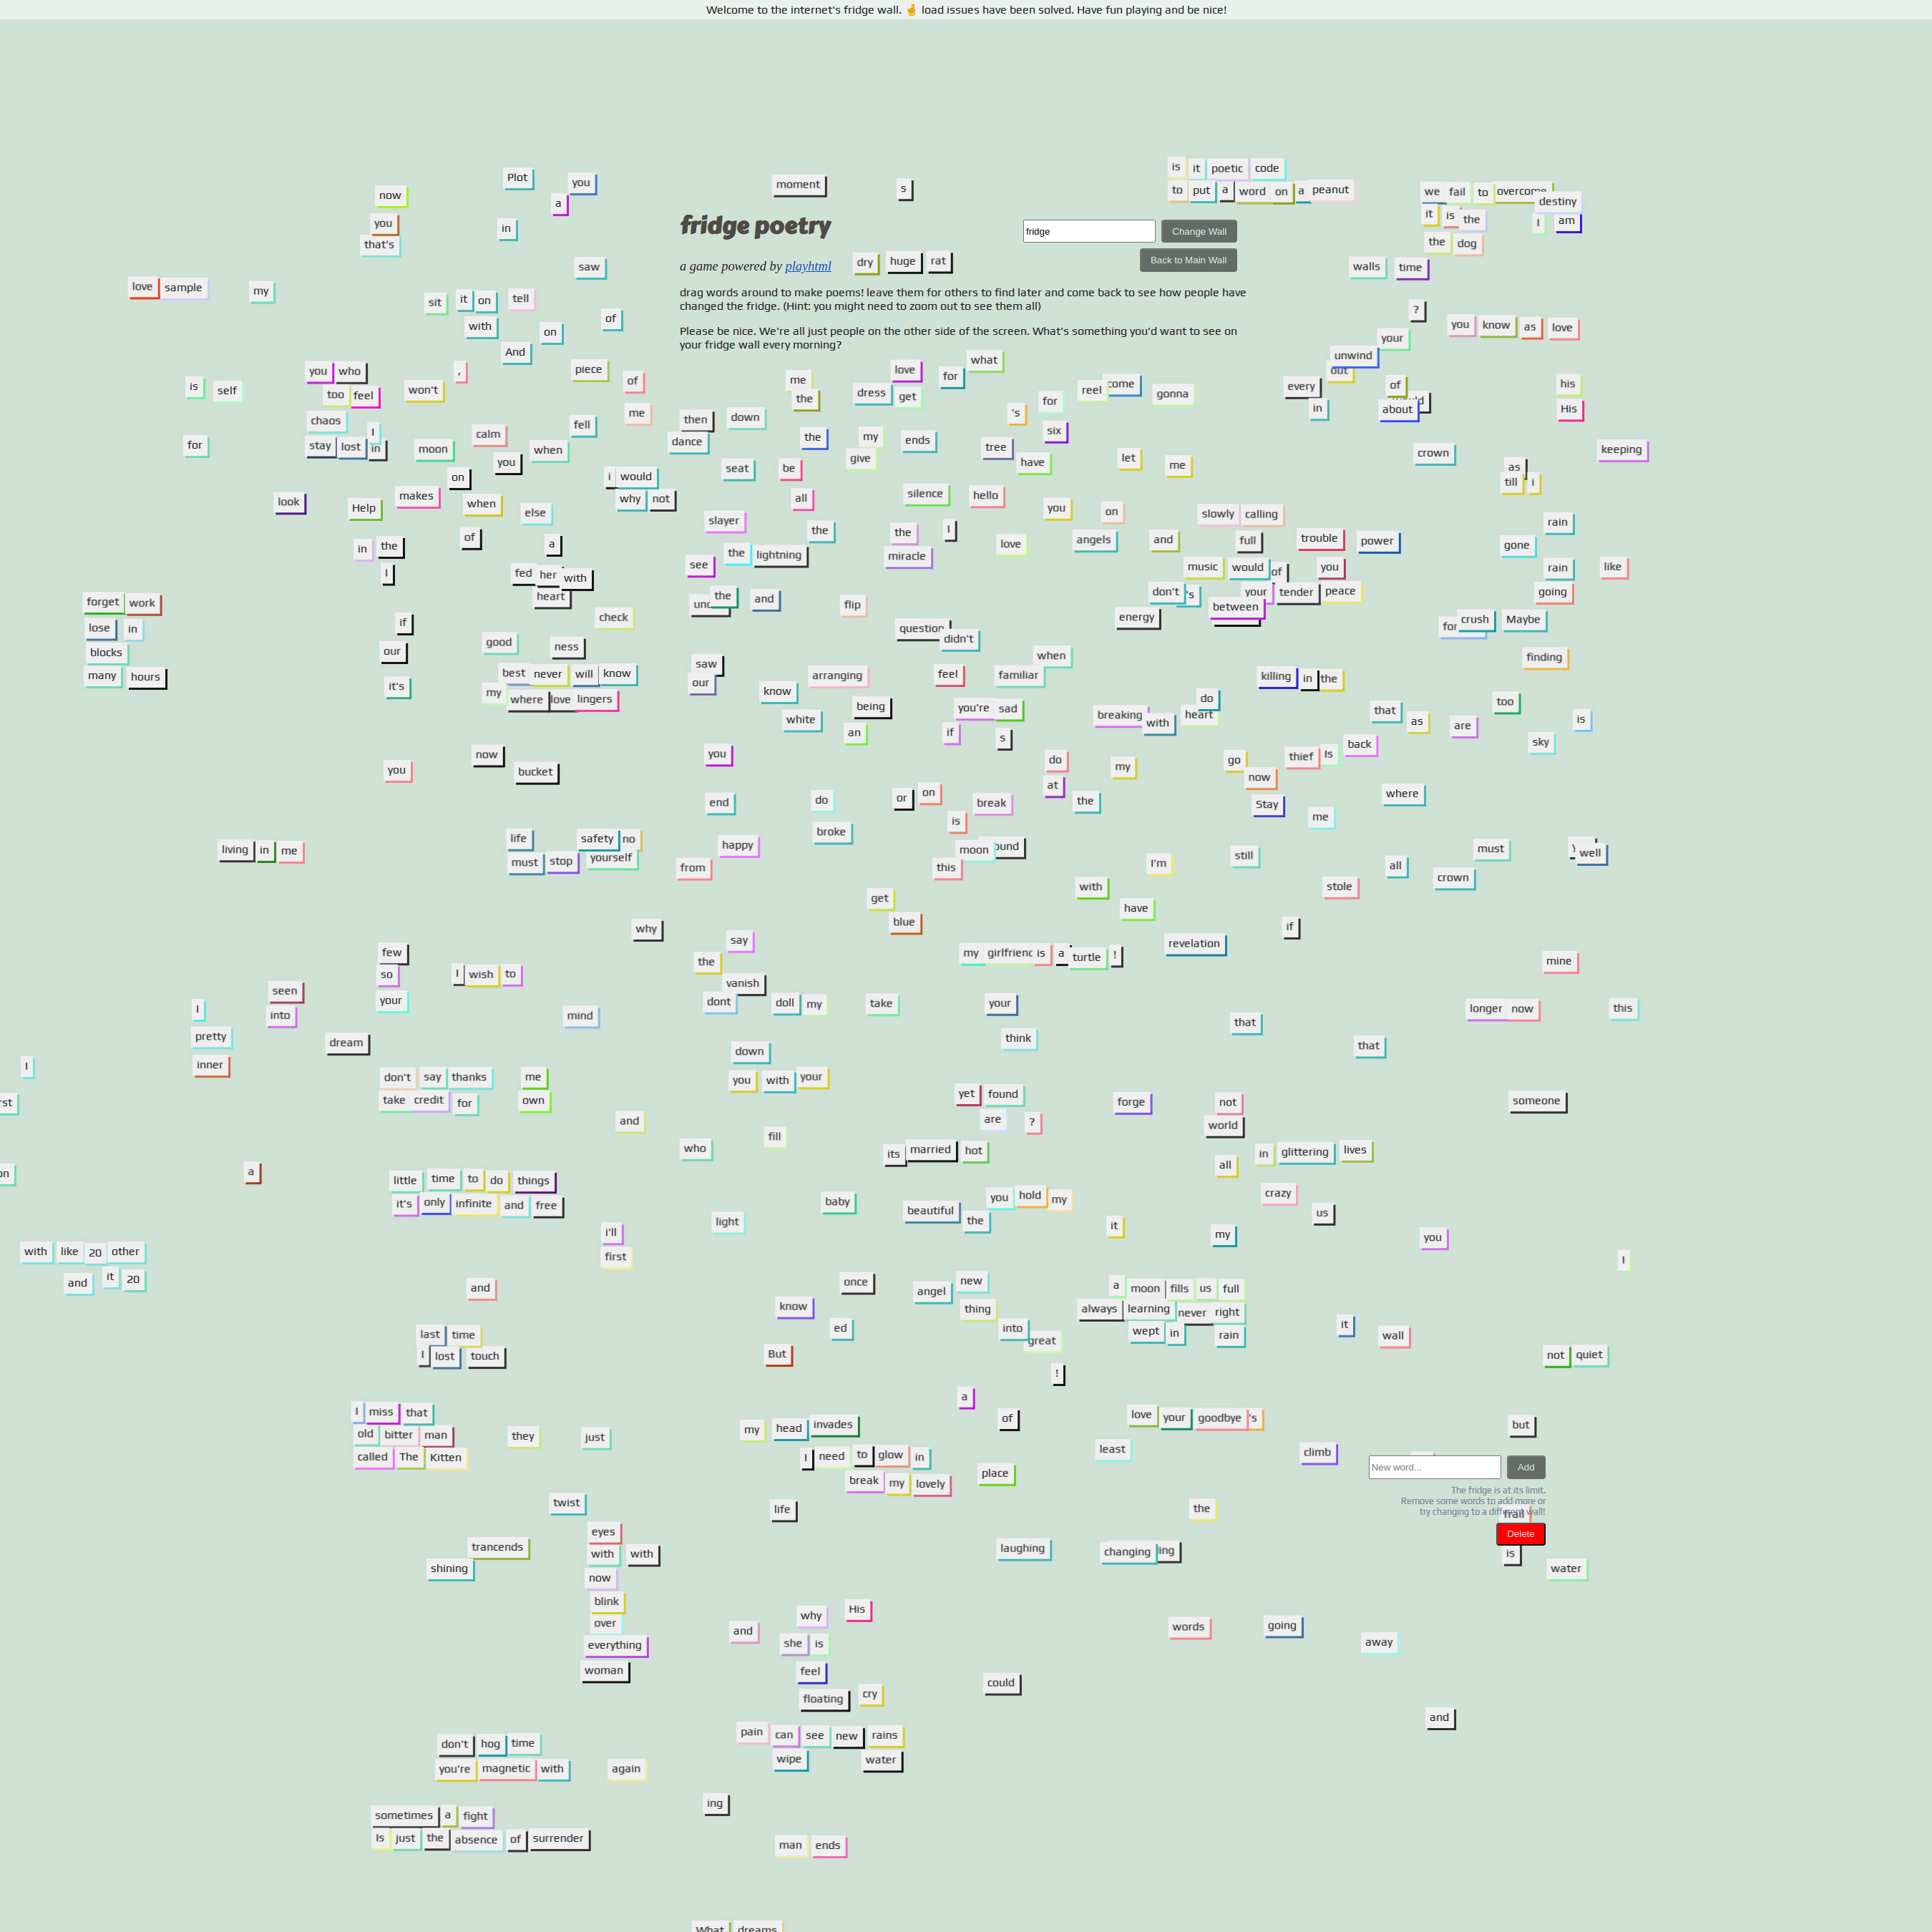 Welcome to the internet's fridge wall. 🤞 load issues have been solved. Have fun playing and be nice!
is it poetic code
to put a word on a peanut
Plot
you
now
a
moment
s
we fail to overcome
destiny
you
that's
in
fridge poetry
fridge
Change Wall
it is the
I am
the dog
a game powered by playhtml
dry huge rat
Back to Main Wall
saw
walls time
love sample
my
drag words around to make poems! leave them for others to find later and come back to see how people have
changed the fridge. (Hint: you might need to zoom out to see them all)
sit it on tell
with
on
of
?
Please be nice. We're all just people on the other side of the screen. What's something you'd want to see on
your fridge wall every morning?
you know as love
your
And
unwind
out
what
you who
,
piece
of
me
love
for
is self
too feel
won't
the
dress get
reel come
gonna
every
of
his
in
about
His
chaos
I
me
then down
's
for
fell
calm
dance
the
my
ends
six
for
stay lost in
moon
when
give
tree
have
let
me
crown
keeping
you
on
seat
be
as
till i
i would
why not
look
Help
makes
when
else
all
silence
hello
you
on
slowly calling
slayer
the
the
I
rain
in the
of
a
love
angels
and
full
trouble
power
gone
the lightning
miracle
see
I
fed her with
heart
music would of
you
rain
like
don't 's
your tender peace
going
forget work
the
and
flip
between
energy
if
check
lose in
question
didn't
crush Maybe
blocks
our
good
ness
when
finding
many hours
it's
best never will know
saw
our
arranging
feel
familiar
killing in the
my where love lingers
know
white
being
an
you're sad
if
s
breaking with heart
do
that
as
are
too
is
now
you
bucket
you
do
my
go
now
thief Is back
sky
at
the
end
do
or on
break
Stay
me
where
broke
is
living in me
life
safety no
must stop yourself
happy
from
moon
this
I'm
still
must
well
all
crown
with
have
stole
get
blue
why
say
if
few
the
my girlfriend is a turtle !
revelation
mine
so
I wish to
vanish
seen
into
your
I
pretty
inner
dont
doll my
take
your
longer now
this
mind
dream
think
that
that
I
down
don't say thanks
me
you with your
take credit for
own
yet found
forge
not
someone
rst
are
?
world
and
who
fill
its married hot
in glittering lives
on
a
all
little time to do things
it's only infinite and free
baby
you hold my
beautiful the
crazy
us
light
it
my
you
i'll
first
I
with like 20 other
and it 20
and
once
angel
new
a moon fills us full
know
thing
always learning never right
ed
into
great
wept in rain
it
wall
last time
I lost touch
But
not quiet
!
I miss that
old bitter man
called The Kitten
a
of
love your goodbye 's
but
they
just
my head invades
least
climb
I need to glow in
New word...
Add
place
break my lovely
The fridge is at its limit.
Remove some words to add more or
try changing to a different wall!
frail
twist
life
the
Delete
eyes
trancends
with with
laughing
changing ing
is
shining
water
now
blink
over
everything
woman
why
His
and
she is
words
going
away
feel
floating
cry
could
and
don't hog time
pain can see new rains
you're magnetic with
again
wipe
water
ing
sometimes a fight
Is just the absence of surrender
man ends
What dreams